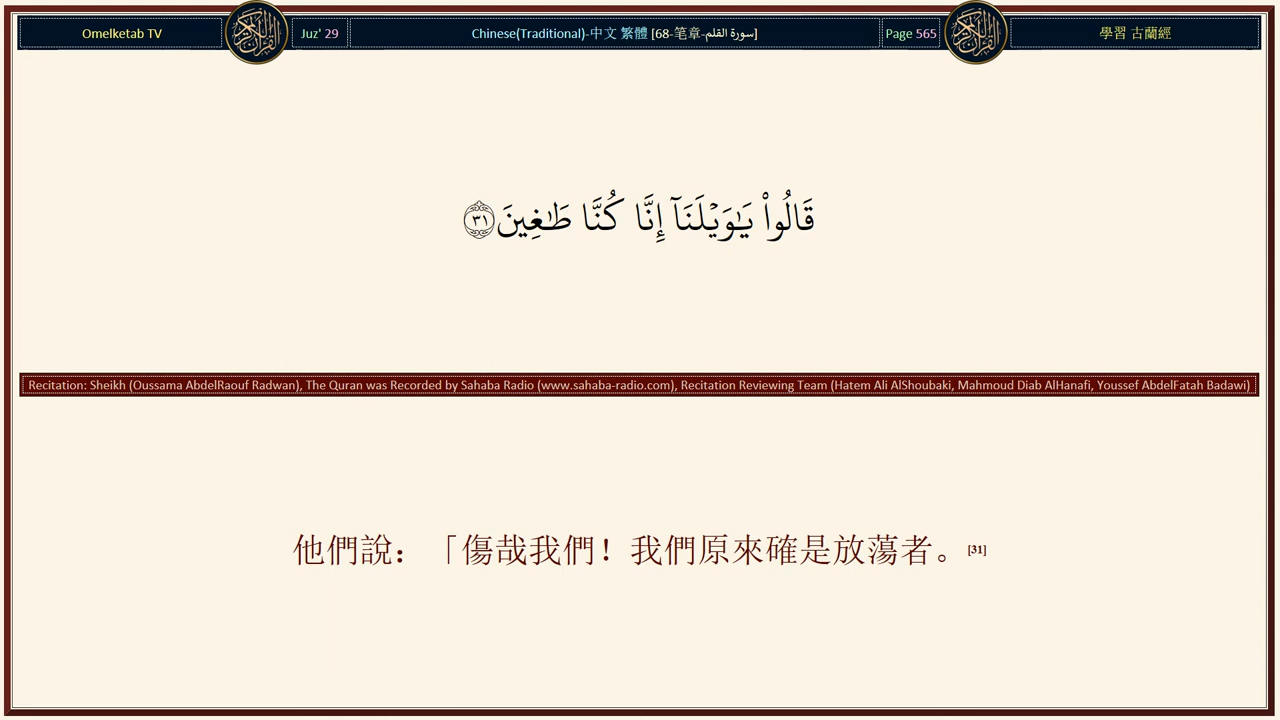 Omelketab TV
Juz' 29
Chinese(Traditional)-中文 繁體 [68-笔章-سورة القلم]
Page 565
學習 古蘭經
قَالُوا۟ يَـٰوَيْلَنَآ إِنَّا كُنَّا طَـٰغِينَ ٣١
Recitation: Sheikh (Oussama AbdelRaouf Radwan), The Quran was Recorded by Sahaba Radio (www.sahaba-radio.com), Recitation Reviewing Team (Hatem Ali AlShoubaki, Mahmoud Diab AlHanafi, Youssef AbdelFatah Badawi)
他們說：「傷哉我們！我們原來確是放蕩者。[31]